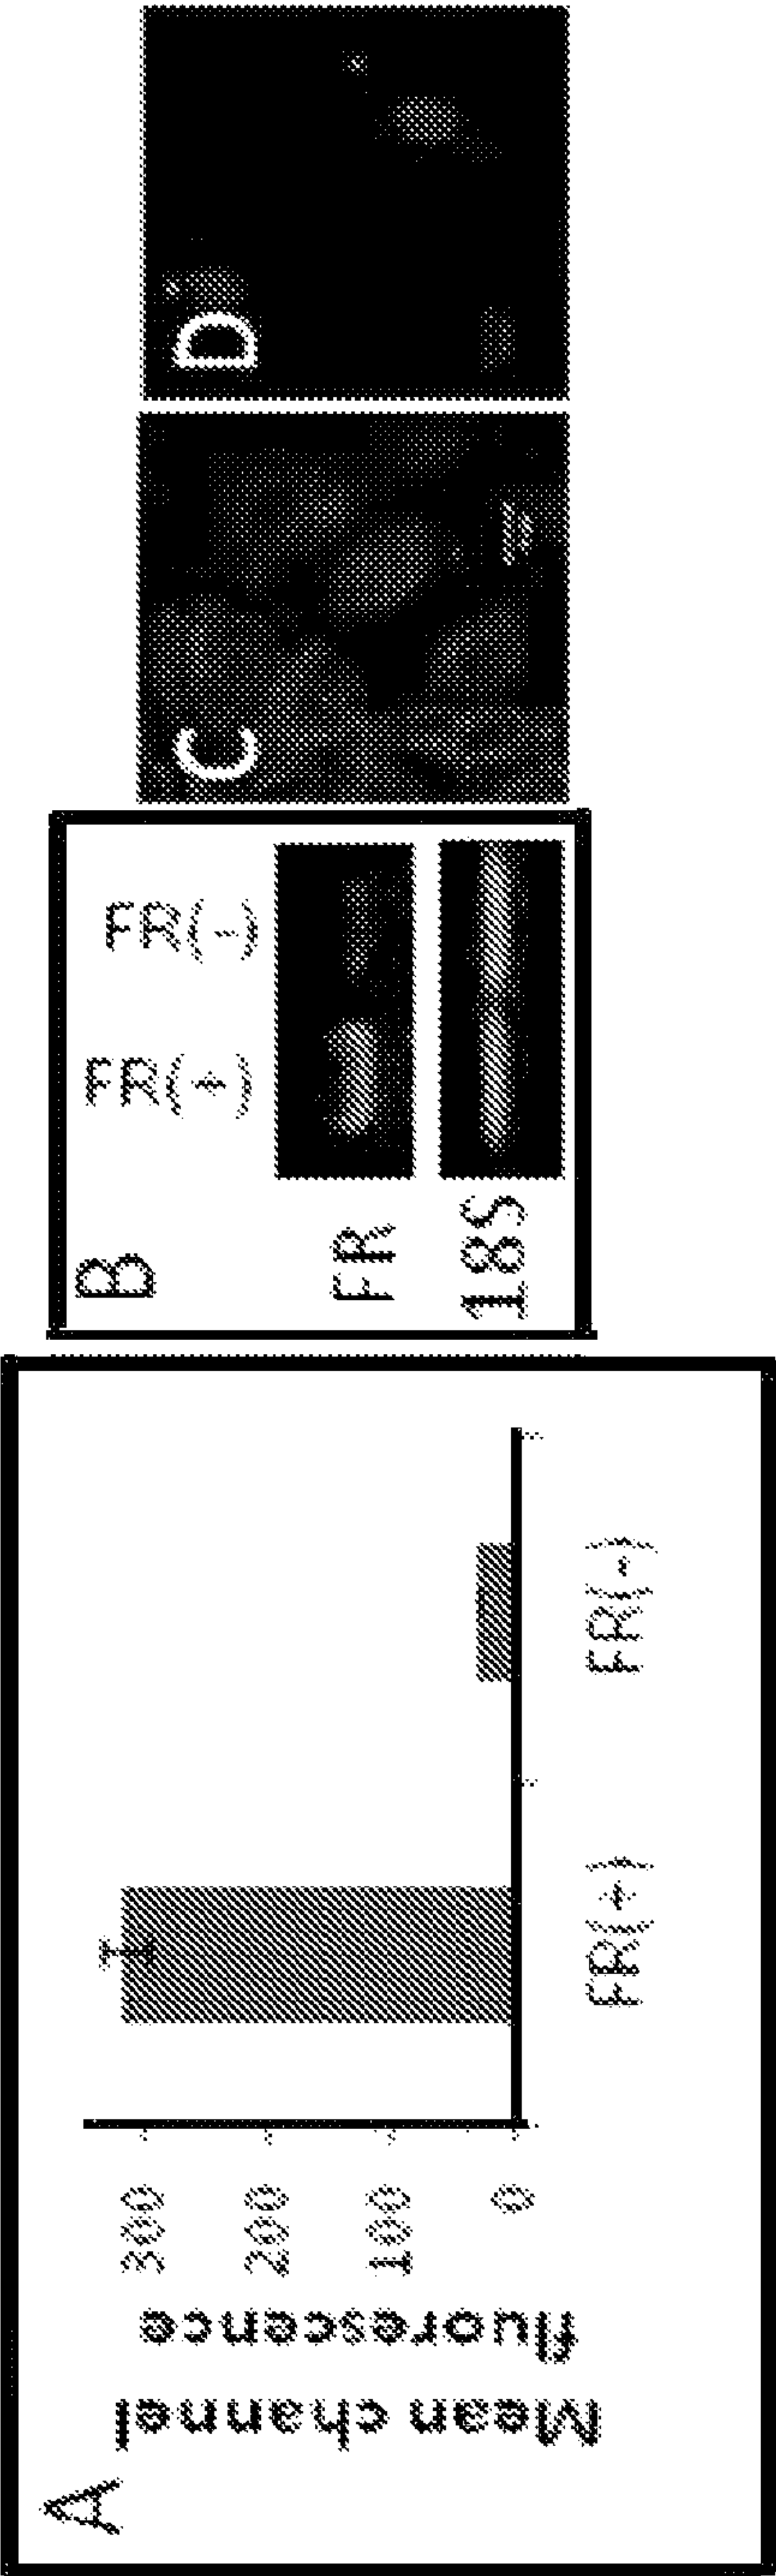 A
Mean channel
fluorescence
300
200
100
0
FR(+)
FR(-)
B
FR(+)
FR(-)
FR
18S
C
D